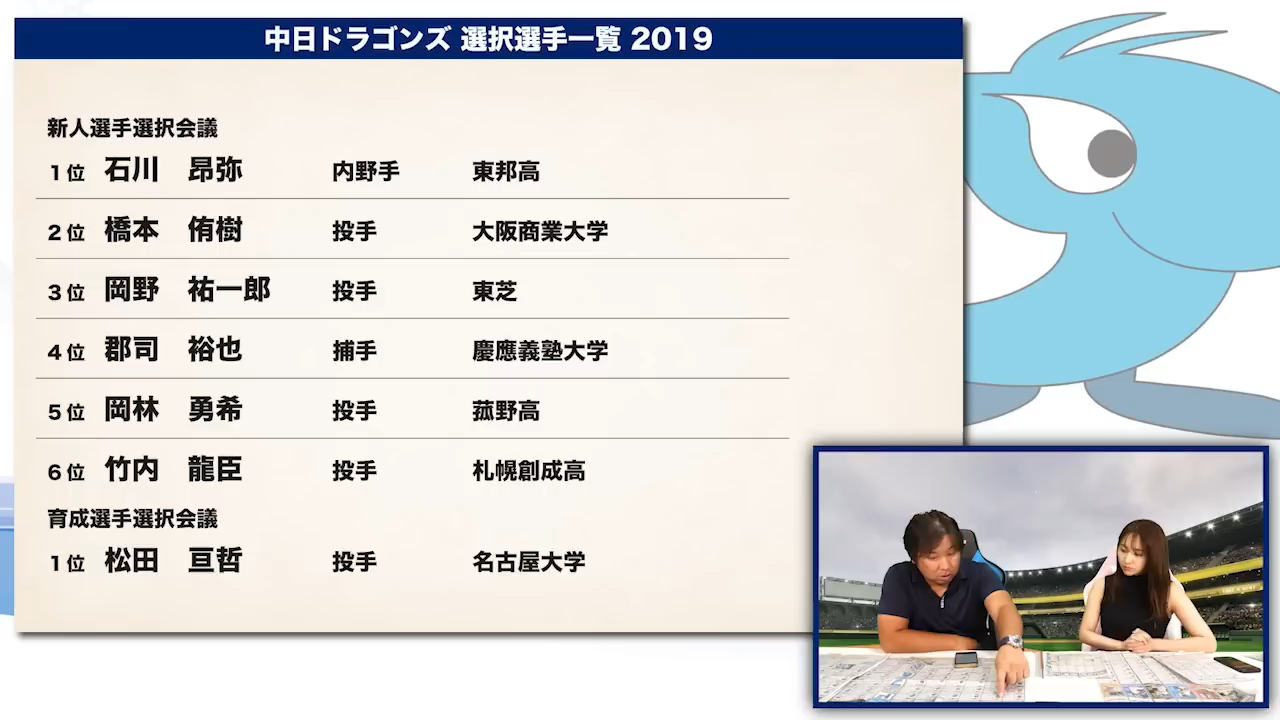 中日ドラゴンズ 選択選手一覧 2019
新人選手選択会議
1位 石川 昂弥 内野手 東邦高
2位 橋本 侑樹 投手 大阪商業大学
3位 岡野 祐一郎 投手 東芝
4位 郡司 裕也 捕手 慶應義塾大学
5位 岡林 勇希 投手 菰野高
6位 竹内 龍臣 投手 札幌創成高
育成選手選択会議
1位 松田 亘哲 投手 名古屋大学